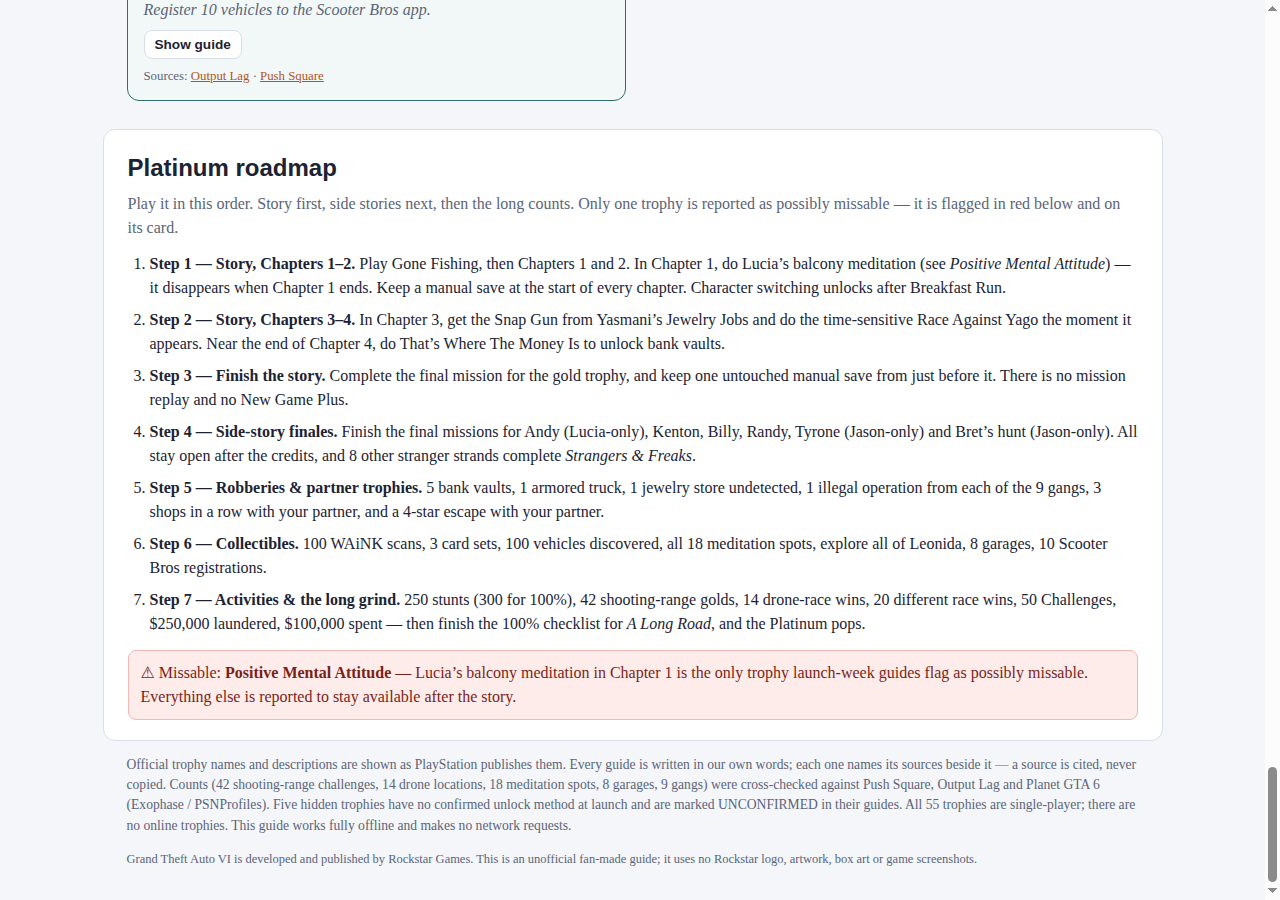 Register 10 vehicles to the Scooter Bros app.
Show guide
Sources: Output Lag · Push Square
Platinum roadmap
Play it in this order. Story first, side stories next, then the long counts. Only one trophy is reported as possibly missable — it is flagged in red below and on
its card.
1. Step 1 — Story, Chapters 1–2. Play Gone Fishing, then Chapters 1 and 2. In Chapter 1, do Lucia’s balcony meditation (see Positive Mental Attitude) —
it disappears when Chapter 1 ends. Keep a manual save at the start of every chapter. Character switching unlocks after Breakfast Run.
2. Step 2 — Story, Chapters 3–4. In Chapter 3, get the Snap Gun from Yasmani’s Jewelry Jobs and do the time-sensitive Race Against Yago the moment it
appears. Near the end of Chapter 4, do That’s Where The Money Is to unlock bank vaults.
3. Step 3 — Finish the story. Complete the final mission for the gold trophy, and keep one untouched manual save from just before it. There is no mission
replay and no New Game Plus.
4. Step 4 — Side-story finales. Finish the final missions for Andy (Lucia-only), Kenton, Billy, Randy, Tyrone (Jason-only) and Bret’s hunt (Jason-only). All
stay open after the credits, and 8 other stranger strands complete Strangers & Freaks.
5. Step 5 — Robberies & partner trophies. 5 bank vaults, 1 armored truck, 1 jewelry store undetected, 1 illegal operation from each of the 9 gangs, 3
shops in a row with your partner, and a 4-star escape with your partner.
6. Step 6 — Collectibles. 100 WAiNK scans, 3 card sets, 100 vehicles discovered, all 18 meditation spots, explore all of Leonida, 8 garages, 10 Scooter
Bros registrations.
7. Step 7 — Activities & the long grind. 250 stunts (300 for 100%), 42 shooting-range golds, 14 drone-race wins, 20 different race wins, 50 Challenges,
$250,000 laundered, $100,000 spent — then finish the 100% checklist for A Long Road, and the Platinum pops.
⚠ Missable: Positive Mental Attitude — Lucia’s balcony meditation in Chapter 1 is the only trophy launch-week guides flag as possibly missable.
Everything else is reported to stay available after the story.
Official trophy names and descriptions are shown as PlayStation publishes them. Every guide is written in our own words; each one names its sources beside it — a source is cited, never
copied. Counts (42 shooting-range challenges, 14 drone locations, 18 meditation spots, 8 garages, 9 gangs) were cross-checked against Push Square, Output Lag and Planet GTA 6
(Exophase / PSNProfiles). Five hidden trophies have no confirmed unlock method at launch and are marked UNCONFIRMED in their guides. All 55 trophies are single-player; there are
no online trophies. This guide works fully offline and makes no network requests.
Grand Theft Auto VI is developed and published by Rockstar Games. This is an unofficial fan-made guide; it uses no Rockstar logo, artwork, box art or game screenshots.